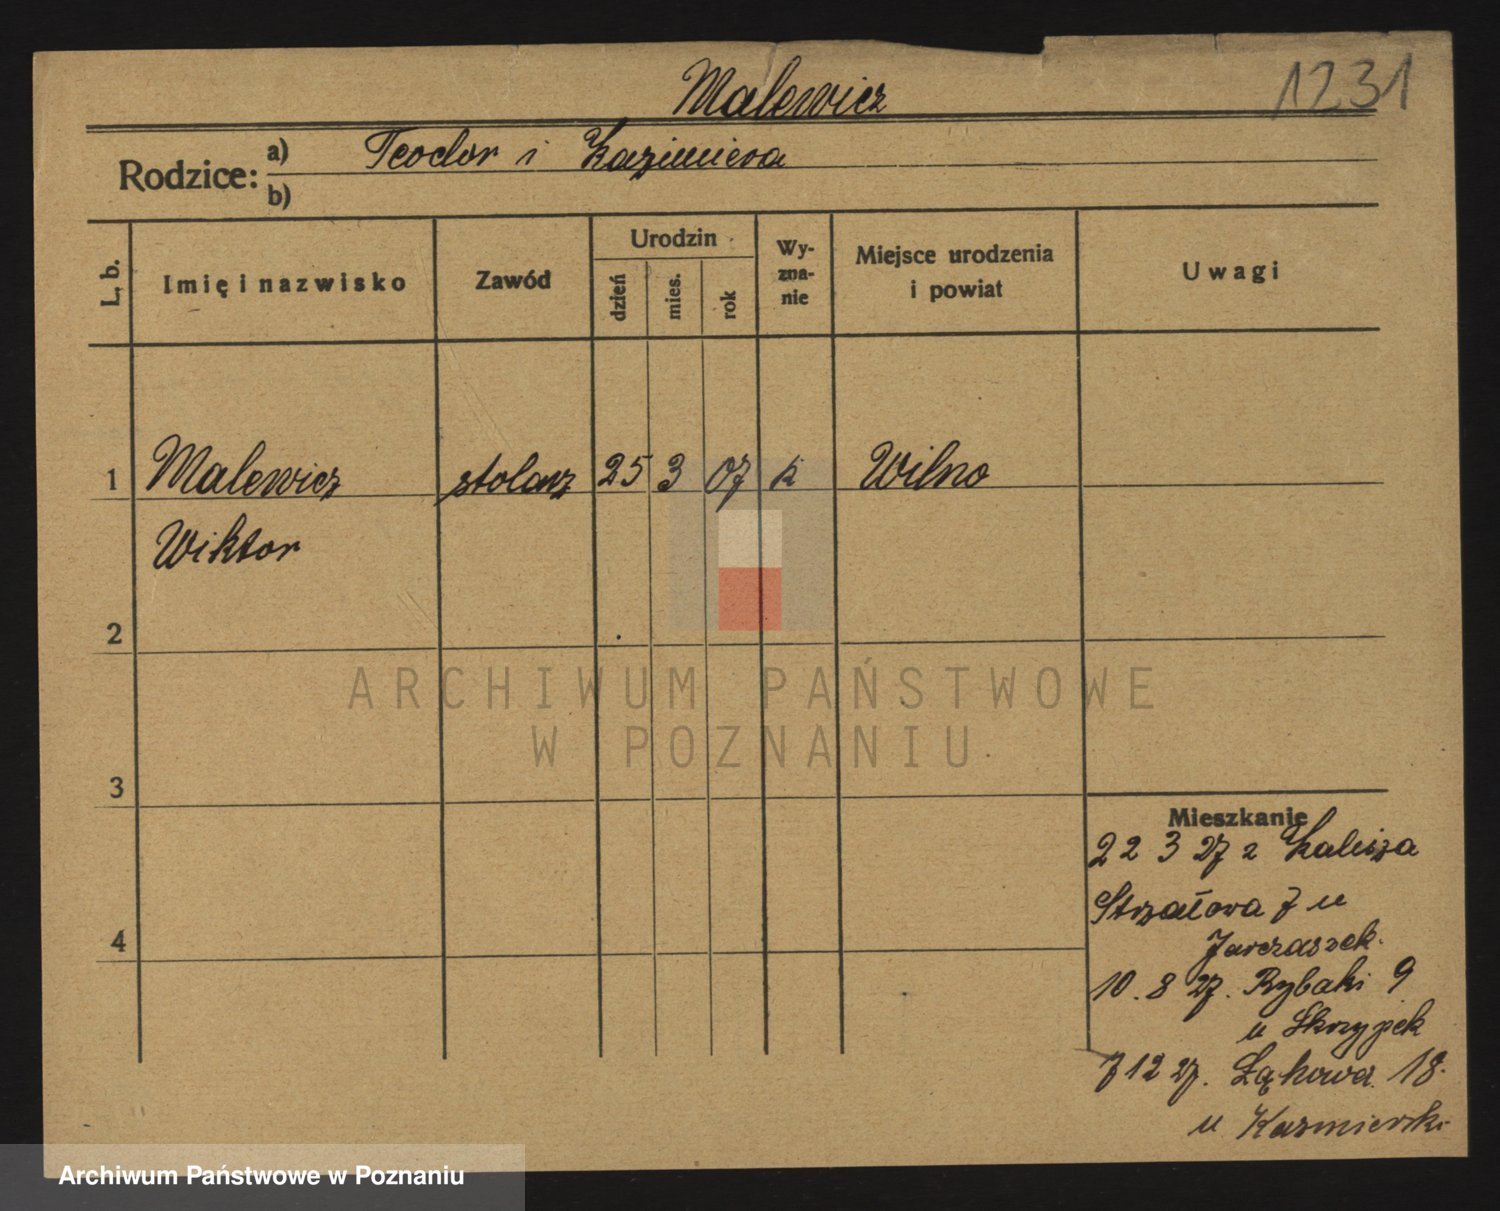 Malewicz
1231
Rodzice: a) Teodor i Kazimiera
b)
L. b.
Imię i nazwisko
Zawód
Urodzin
dzień
mies.
rok
Wy-
zna-
nie
Miejsce urodzenia
i powiat
Uwagi
1 Malewicz stolarz 25 3 07 k Wilno
Wiktor
2
3
4
Mieszkanie
22 3 27 z Kalisza
Strzałowa 7 u
Jarczaszek.
10. 8 27. Rybaki 9
u Skrzypek
7 12 27. Łąkowa 18.
u Kazmierski
ARCHIWUM PAŃSTWOWE
W POZNANIU
Archiwum Państwowe w Poznaniu